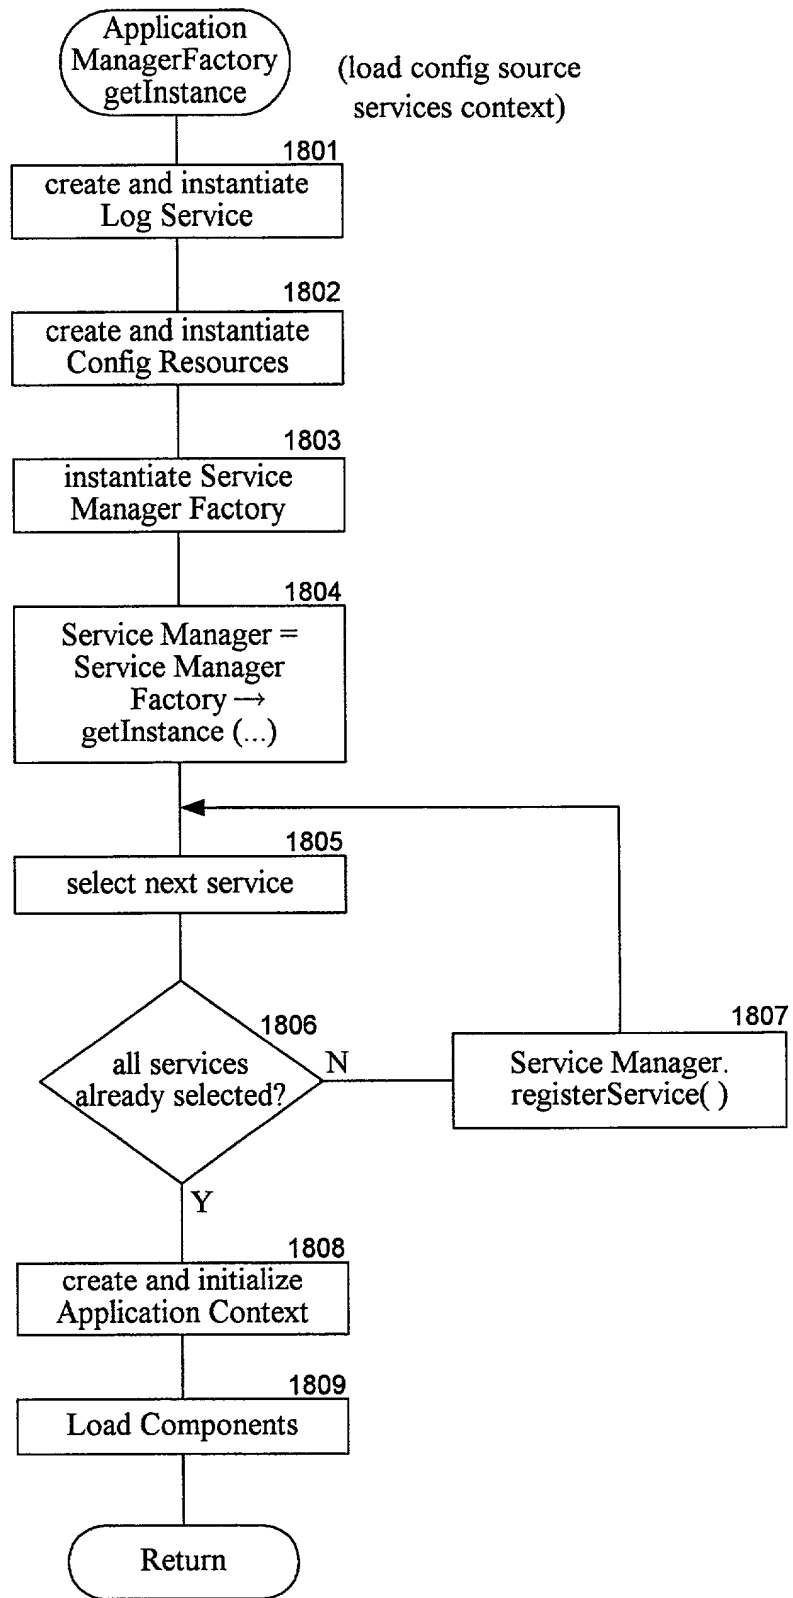 Application
ManagerFactory
getInstance
(load config source
services context)
1801
create and instantiate
Log Service
1802
create and instantiate
Config Resources
1803
instantiate Service
Manager Factory
1804
Service Manager =
Service Manager
Factory →
getInstance (...)
1805
select next service
1806
all services
already selected?
N
1807
Service Manager.
registerService( )
Y
1808
create and initialize
Application Context
1809
Load Components
Return